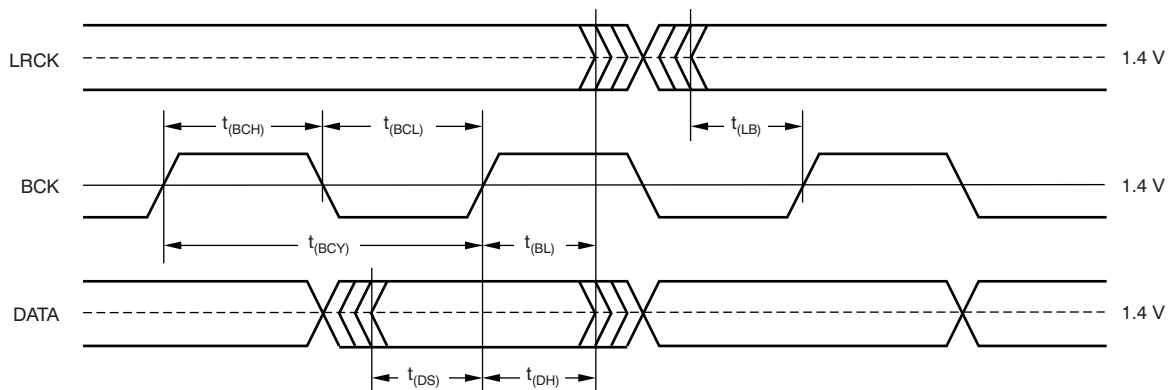 LRCK
1.4 V
t(BCH)
t(BCL)
t(LB)
BCK
1.4 V
t(BCY)
t(BL)
DATA
1.4 V
t(DS)
t(DH)